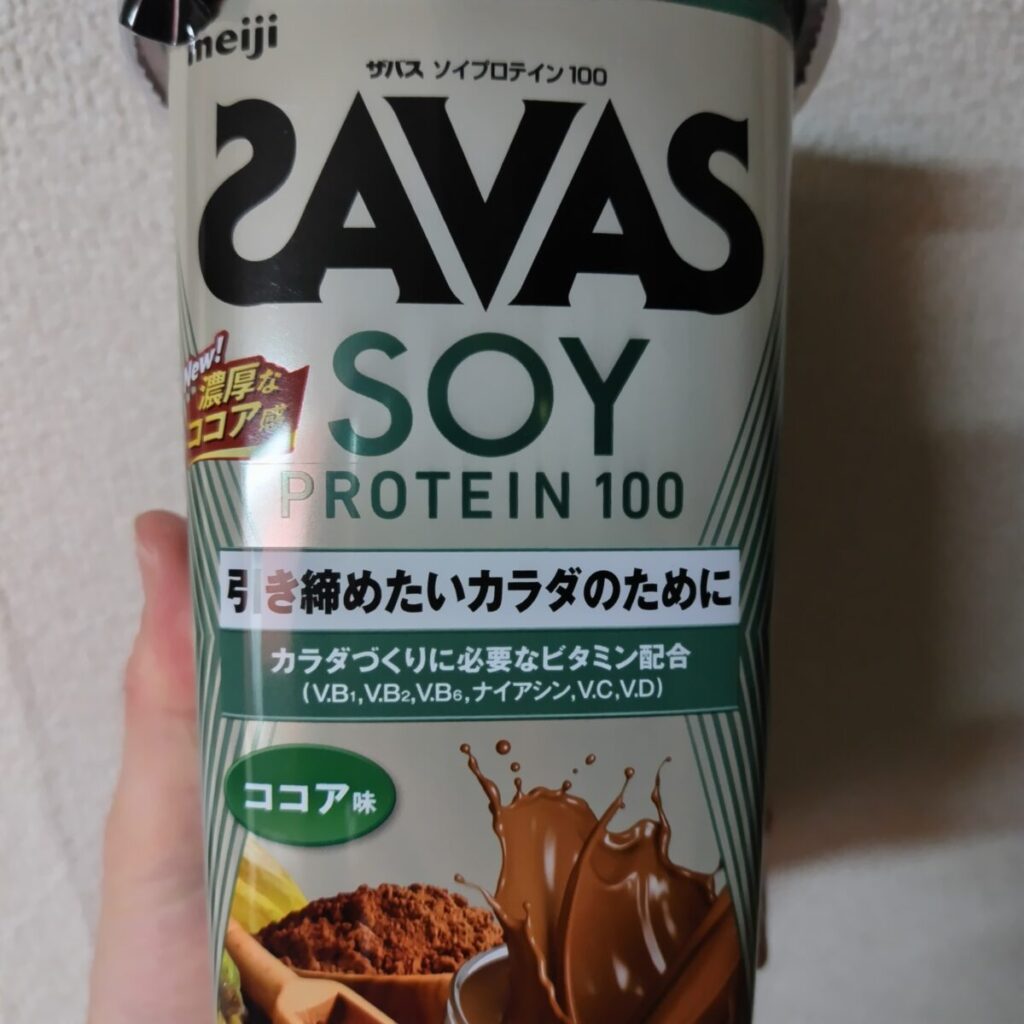 meiji
ザバス ソイプロテイン100
SAVAS
SOY
PROTEIN 100
New!
濃厚な
ココア感
引き締めたいカラダのために
カラダづくりに必要なビタミン配合
(V.B₁,V.B₂,V.B₆,ナイアシン,V.C,V.D)
ココア味